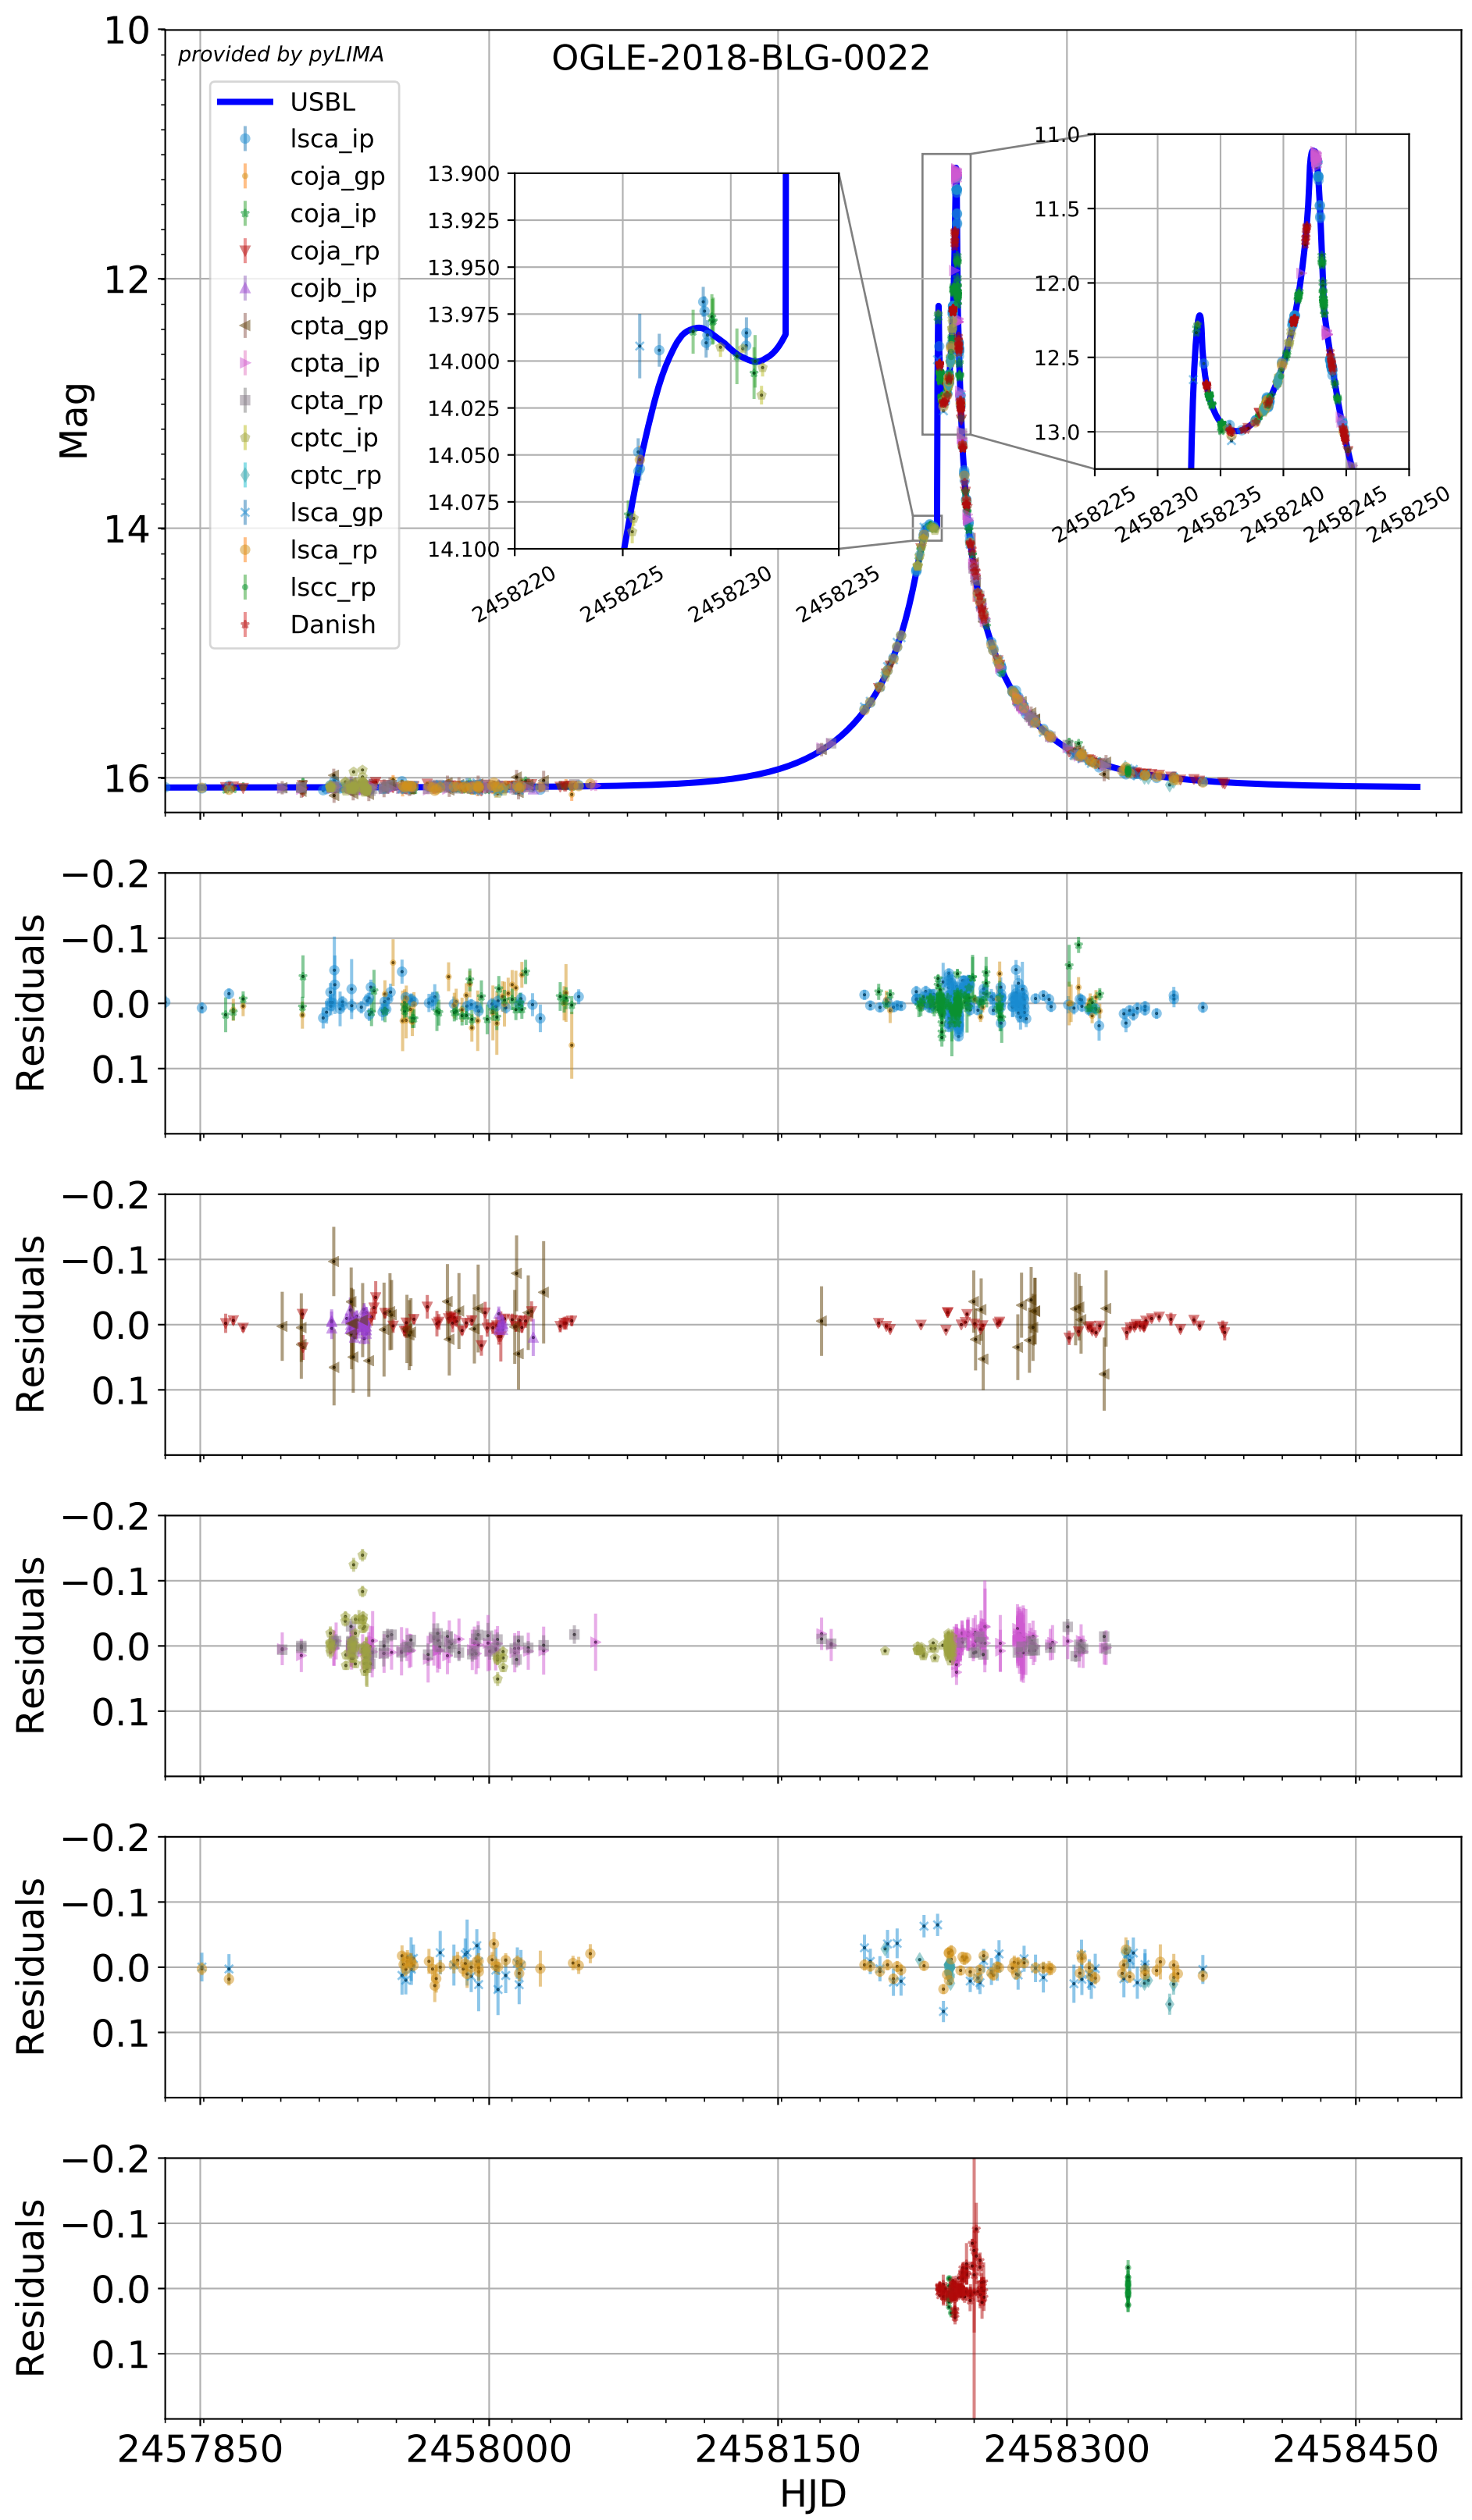 OGLE-2018-BLG-0022
provided by pyLIMA
USBL
lsca_ip
coja_gp
coja_ip
coja_rp
cojb_ip
cpta_gp
cpta_ip
cpta_rp
cptc_ip
cptc_rp
lsca_gp
lsca_rp
lscc_rp
Danish
Mag
10
12
14
16
13.900
13.925
13.950
13.975
14.000
14.025
14.050
14.075
14.100
2458220
2458225
2458230
2458235
11.0
11.5
12.0
12.5
13.0
2458225
2458230
2458235
2458240
2458245
2458250
Residuals
−0.2
−0.1
0.0
0.1
Residuals
−0.2
−0.1
0.0
0.1
Residuals
−0.2
−0.1
0.0
0.1
Residuals
−0.2
−0.1
0.0
0.1
Residuals
−0.2
−0.1
0.0
0.1
2457850
2458000
2458150
2458300
2458450
HJD